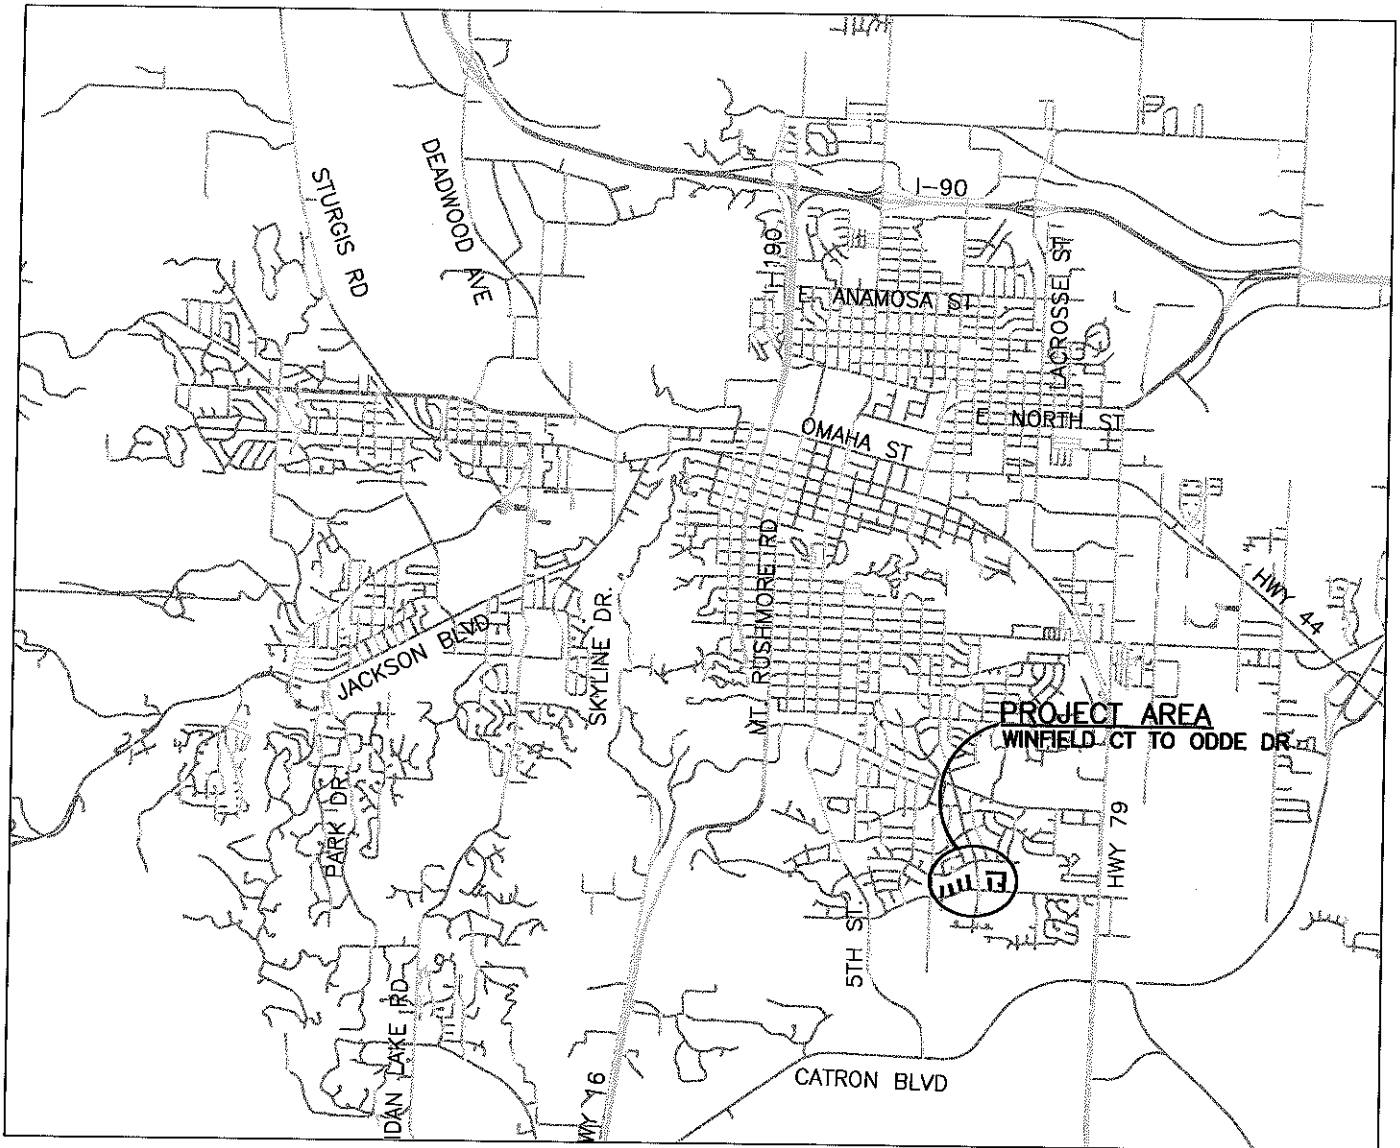 STURGIS RD
DEADWOOD AVE
I-90
I-190
E ANAMOSA ST
LACROSSE ST
E NORTH ST
OMAHA ST
MT. RUSHMORE RD
HWY 44
JACKSON BLVD
SKYLINE DR.
PROJECT AREA
WINFIELD CT TO ODDE DR
PARK DR.
HWY 79
5TH ST.
IDAN LAKE RD
WY 16
CATRON BLVD